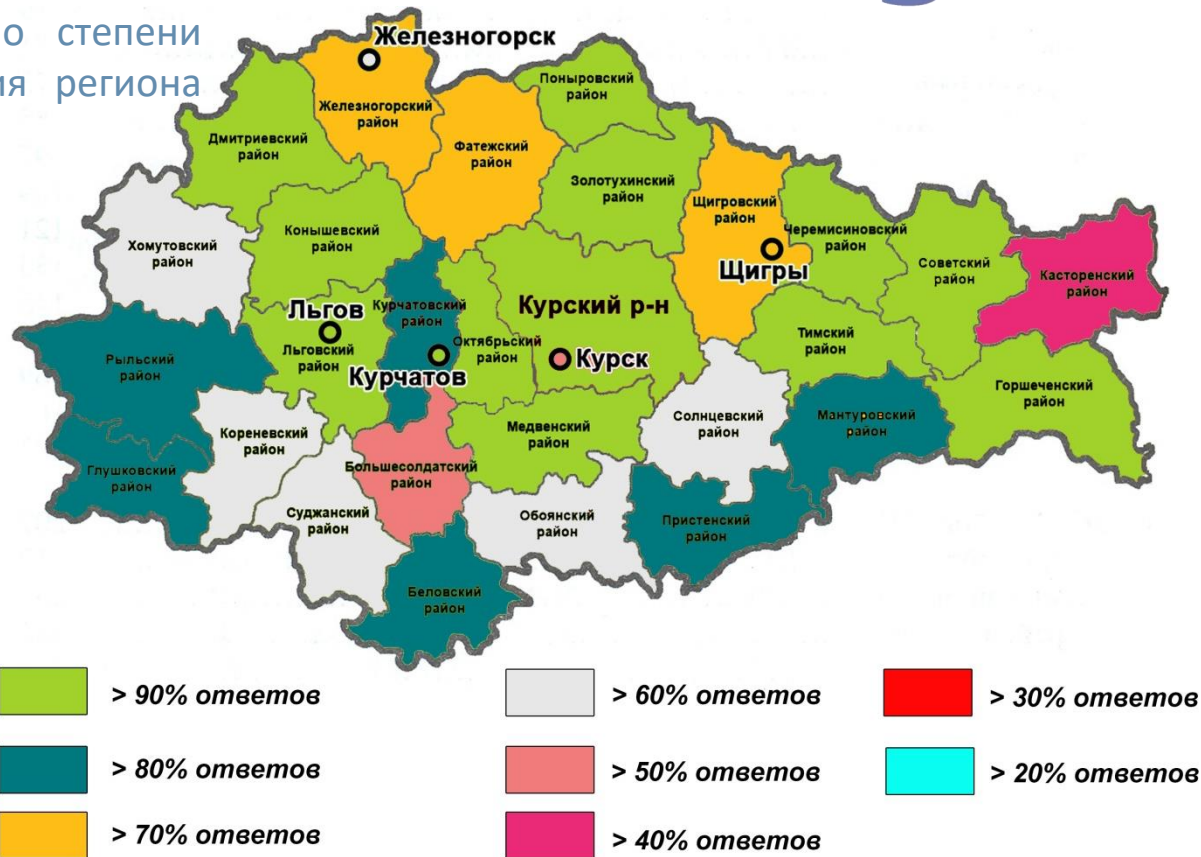 о степени
ия региона
Железногорск
Поныровский
район
Железногорский
район
Дмитриевский
район
Фатежский
район
Золотухинский
район
Щигровский
район
Черемисиновский
район
Щигры
Хомутовский
район
Конышевский
район
Советский
район
Касторенский
район
Курчатовский
район
Курский р-н
Льгов
Льговский
район
Октябрьский
район
Тимский
район
Рыльский
район
Курчатов
Курск
Горшеченский
район
Солнцевский
район
Мантуровский
район
Медвенский
район
Кореневский
район
Глушковский
район
Большесолдатский
район
Суджанский
район
Обоянский
район
Пристенский
район
Беловский
район
> 90% ответов
> 60% ответов
> 30% ответов
> 80% ответов
> 50% ответов
> 20% ответов
> 70% ответов
> 40% ответов